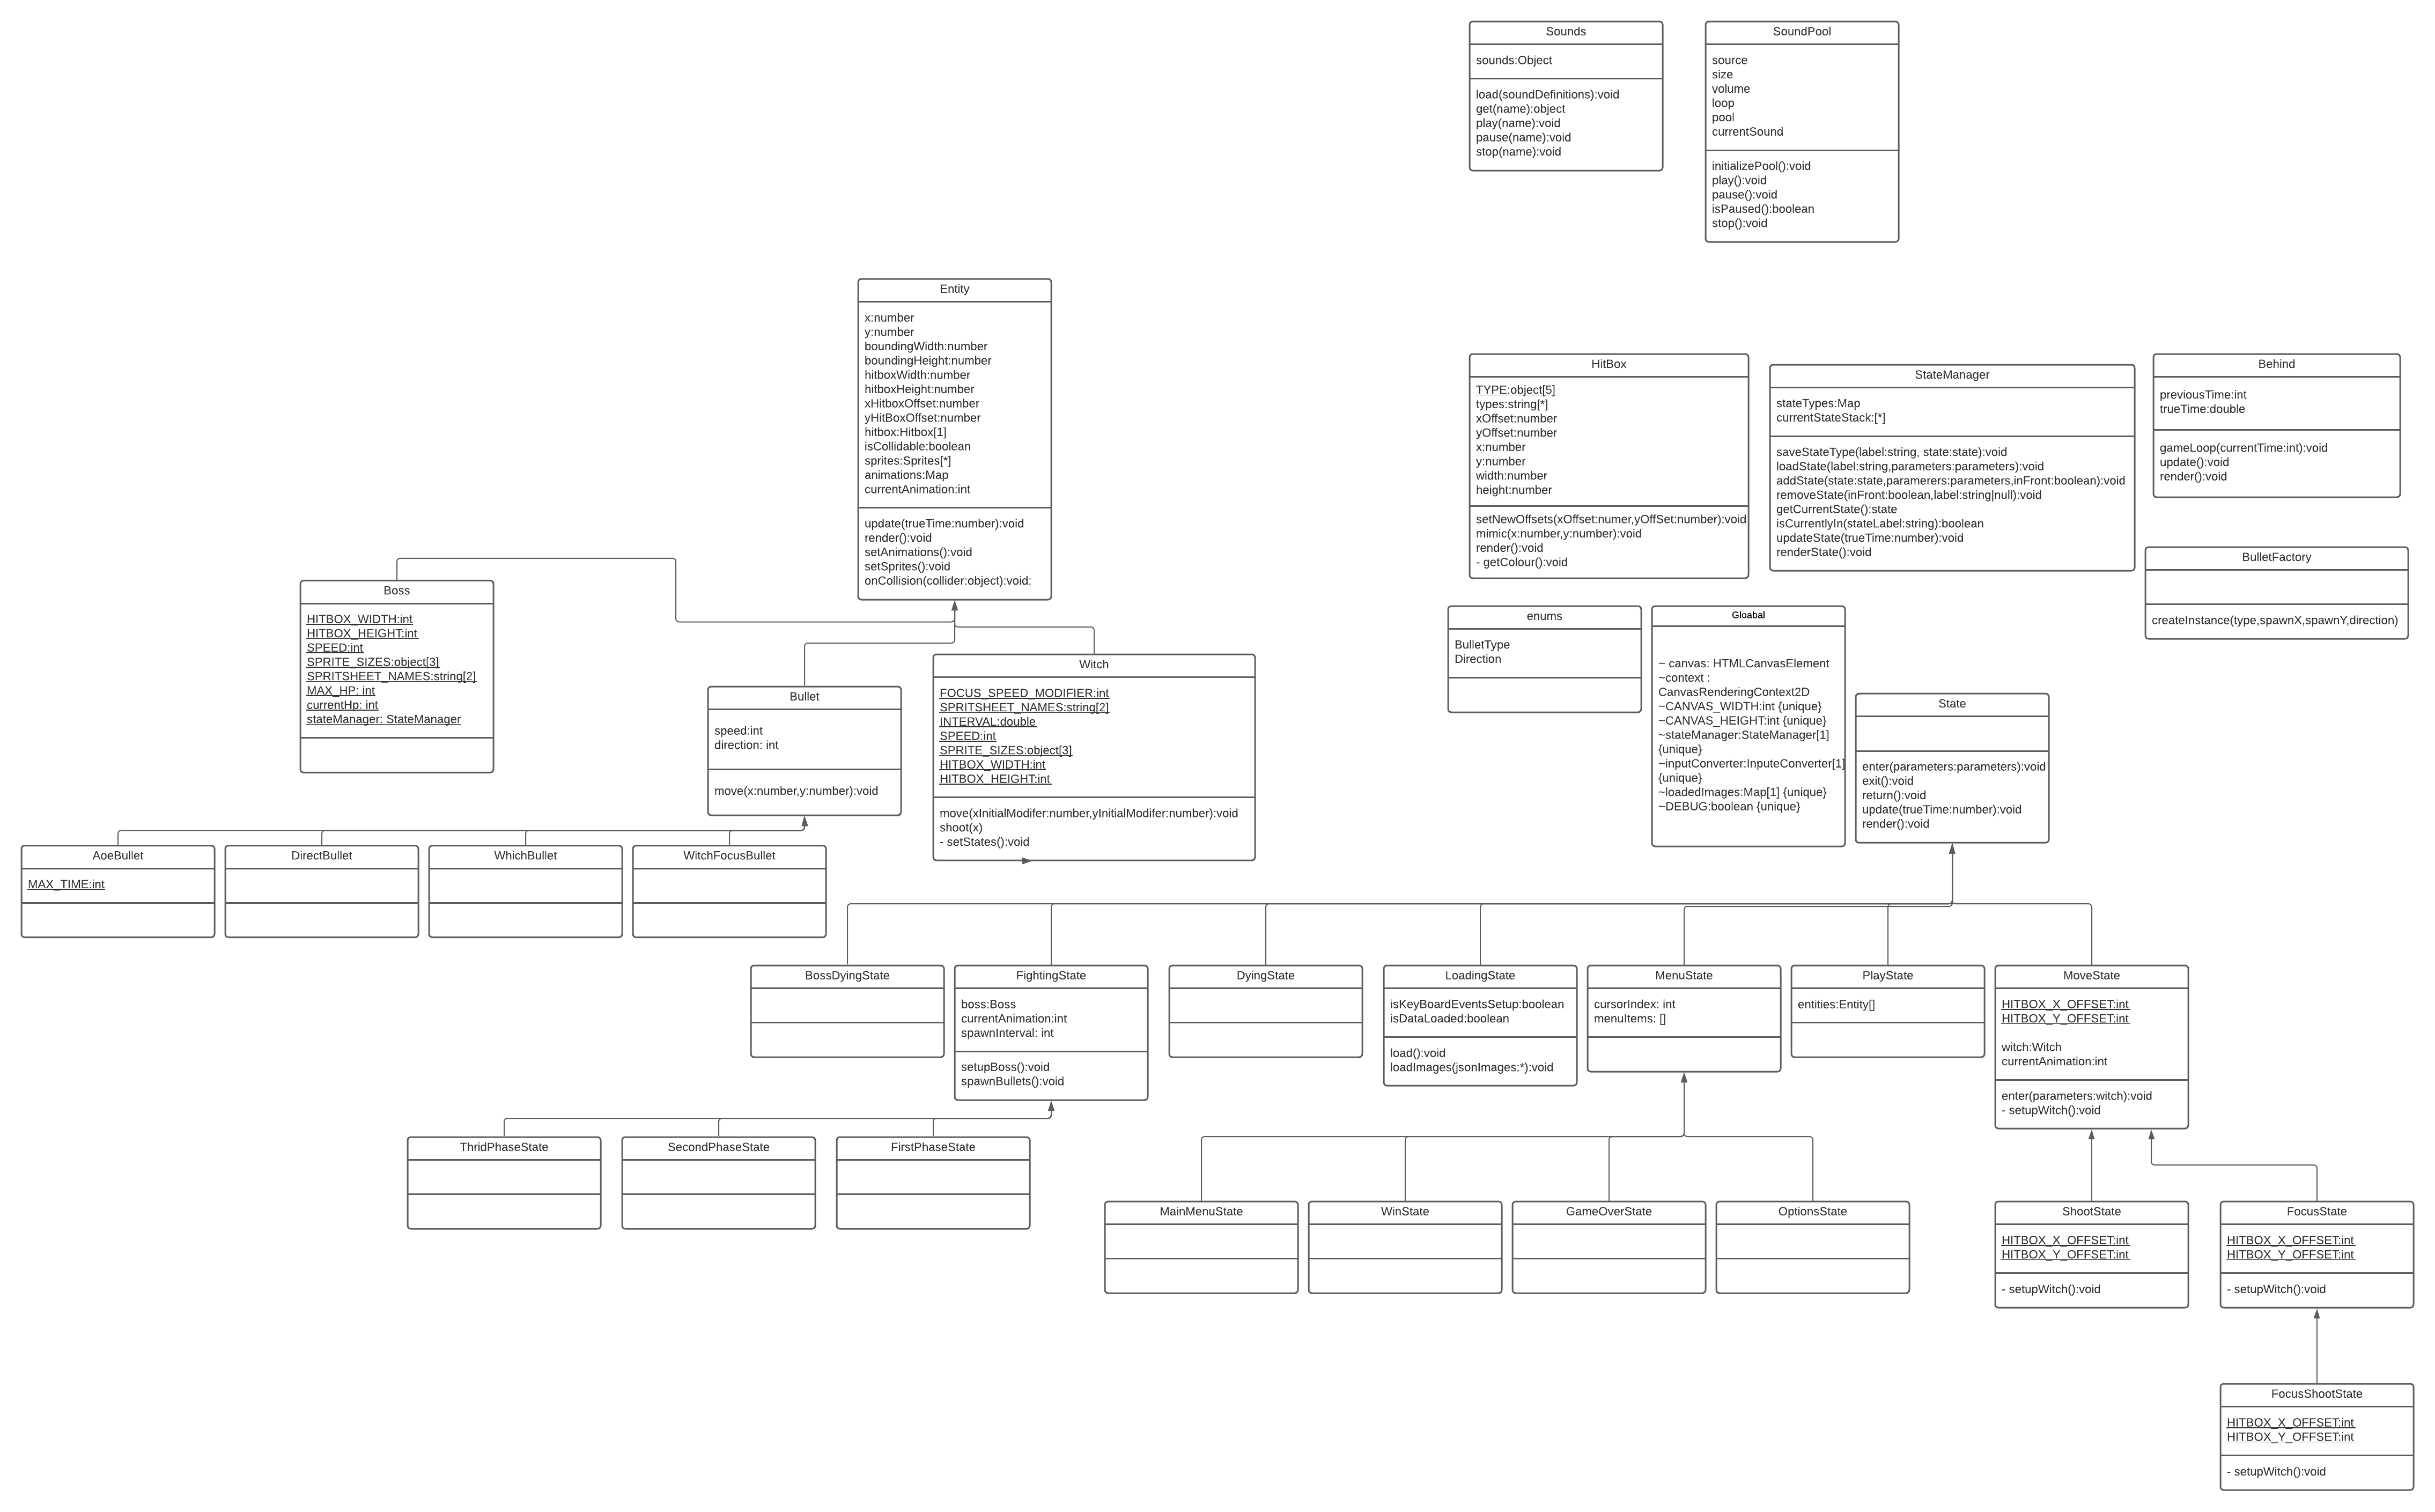 Sounds
sounds:Object
load(soundDefinitions):void
get(name):object
play(name):void
pause(name):void
stop(name):void
SoundPool
source
size
volume
loop
pool
currentSound
initializePool():void
play():void
pause():void
isPaused():boolean
stop():void
Entity
x:number
y:number
boundingWidth:number
boundingHeight:number
hitboxWidth:number
hitboxHeight:number
xHitboxOffset:number
yHitBoxOffset:number
hitbox:Hitbox[1]
isCollidable:boolean
sprites:Sprites[*]
animations:Map
currentAnimation:int
update(trueTime:number):void
render():void
setAnimations():void
setSprites():void
onCollision(collider:object):void:
HitBox
TYPE:object[5]
types:string[*]
xOffset:number
yOffset:number
x:number
y:number
width:number
height:number
setNewOffsets(xOffset:numer,yOffSet:number):void
mimic(x:number,y:number):void
render():void
- getColour():void
StateManager
stateTypes:Map
currentStateStack:[*]
saveStateType(label:string, state:state):void
loadState(label:string,parameters:parameters):void
addState(state:state,paramerers:parameters,inFront:boolean):void
removeState(inFront:boolean,label:string|null):void
getCurrentState():state
isCurrentlyIn(stateLabel:string):boolean
updateState(trueTime:number):void
renderState():void
Behind
previousTime:int
trueTime:double
gameLoop(currentTime:int):void
update():void
render():void
BulletFactory
createInstance(type,spawnX,spawnY,direction)
Boss
HITBOX_WIDTH:int
HITBOX_HEIGHT:int
SPEED:int
SPRITE_SIZES:object[3]
SPRITSHEET_NAMES:string[2]
MAX_HP: int
currentHp: int
stateManager: StateManager
Bullet
speed:int
direction: int
move(x:number,y:number):void
Witch
FOCUS_SPEED_MODIFIER:int
SPRITSHEET_NAMES:string[2]
INTERVAL:double
SPEED:int
SPRITE_SIZES:object[3]
HITBOX_WIDTH:int
HITBOX_HEIGHT:int
move(xInitialModifer:number,yInitialModifer:number):void
shoot(x)
- setStates():void
enums
BulletType
Direction
Gloabal
~ canvas: HTMLCanvasElement
~context :
CanvasRenderingContext2D
~CANVAS_WIDTH:int {unique}
~CANVAS_HEIGHT:int {unique}
~stateManager:StateManager[1]
{unique}
~inputConverter:InputeConverter[1]
{unique}
~loadedImages:Map[1] {unique}
~DEBUG:boolean {unique}
State
enter(parameters:parameters):void
exit():void
return():void
update(trueTime:number):void
render():void
AoeBullet
MAX_TIME:int
DirectBullet
WhichBullet
WitchFocusBullet
BossDyingState
FightingState
boss:Boss
currentAnimation:int
spawnInterval: int
setupBoss():void
spawnBullets():void
DyingState
LoadingState
isKeyBoardEventsSetup:boolean
isDataLoaded:boolean
load():void
loadImages(jsonImages:*):void
MenuState
cursorIndex: int
menuItems: []
PlayState
entities:Entity[]
MoveState
HITBOX_X_OFFSET:int
HITBOX_Y_OFFSET:int
witch:Witch
currentAnimation:int
enter(parameters:witch):void
- setupWitch():void
ThridPhaseState
SecondPhaseState
FirstPhaseState
MainMenuState
WinState
GameOverState
OptionsState
ShootState
HITBOX_X_OFFSET:int
HITBOX_Y_OFFSET:int
- setupWitch():void
FocusState
HITBOX_X_OFFSET:int
HITBOX_Y_OFFSET:int
- setupWitch():void
FocusShootState
HITBOX_X_OFFSET:int
HITBOX_Y_OFFSET:int
- setupWitch():void